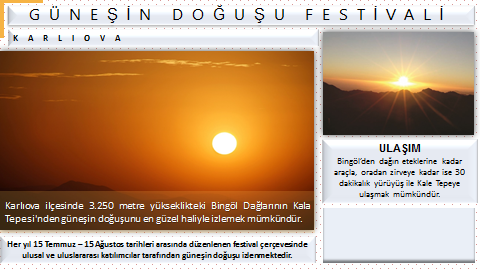 GÜNEŞİN DOĞUŞU FESTİVALİ
KARLIOVA
Karlıova ilçesinde 3.250 metre yükseklikteki Bingöl Dağlarının Kala
Tepesi'nden güneşin doğuşunu en güzel haliyle izlemek mümkündür.
Her yıl 15 Temmuz – 15 Ağustos tarihleri arasında düzenlenen festival çerçevesinde
ulusal ve uluslararası katılımcılar tarafından güneşin doğuşu izlenmektedir.
ULAŞIM
Bingöl'den dağın eteklerine kadar
araçla, oradan zirveye kadar ise 30
dakikalık yürüyüş ile Kale Tepeye
ulaşmak mümkündür.